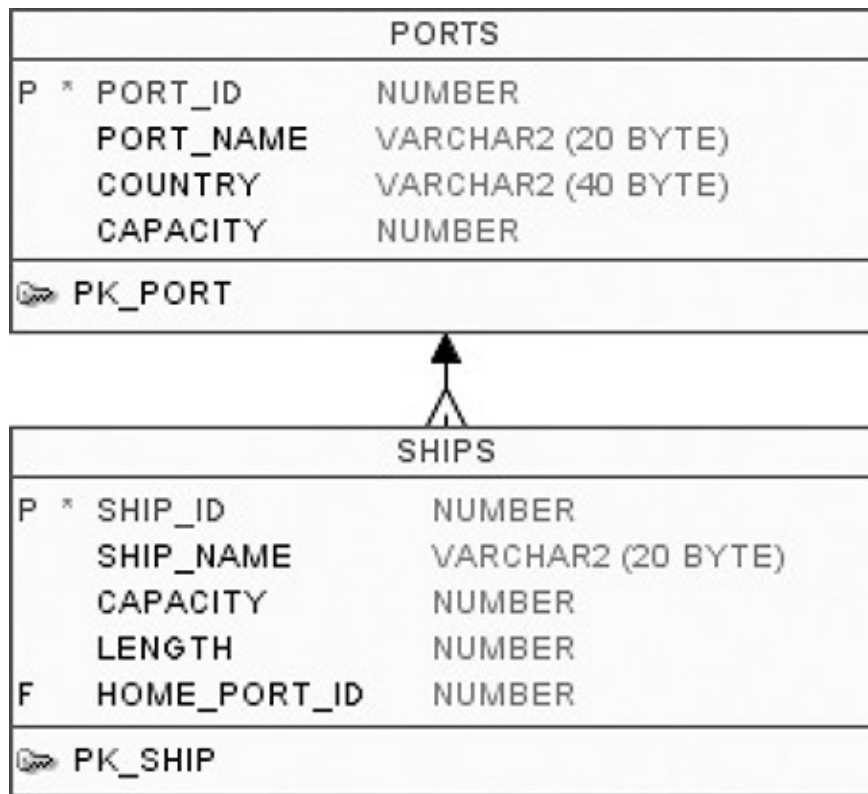 PORTS
P * PORT_ID NUMBER
PORT_NAME VARCHAR2 (20 BYTE)
COUNTRY VARCHAR2 (40 BYTE)
CAPACITY NUMBER
PK_PORT
SHIPS
P * SHIP_ID NUMBER
SHIP_NAME VARCHAR2 (20 BYTE)
CAPACITY NUMBER
LENGTH NUMBER
F HOME_PORT_ID NUMBER
PK_SHIP